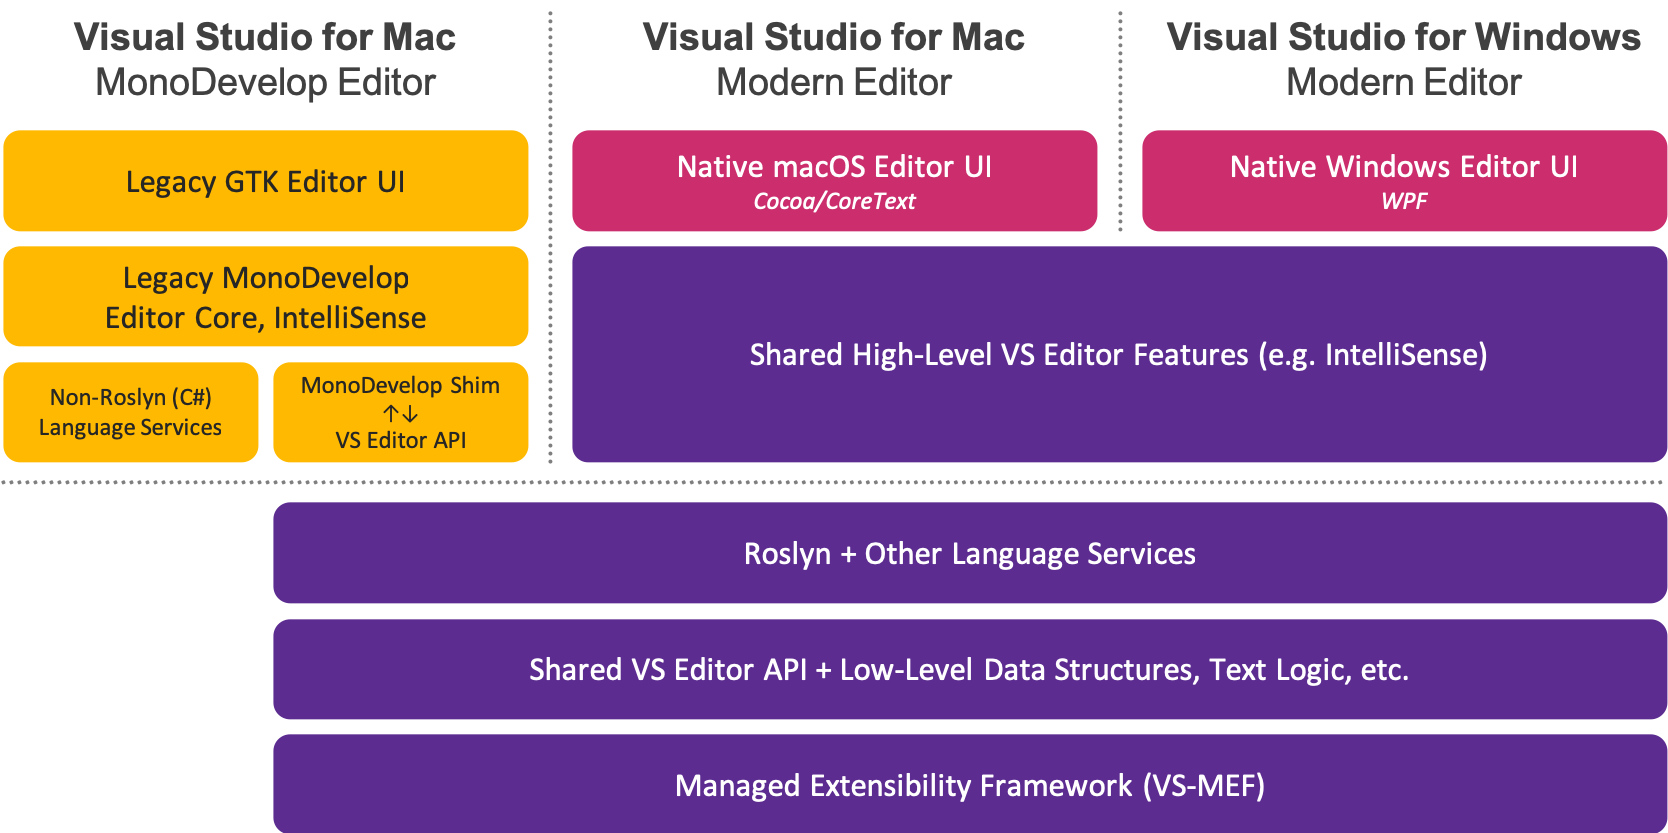 Visual Studio for Mac
MonoDevelop Editor
Visual Studio for Mac
Modern Editor
Visual Studio for Windows
Modern Editor
Legacy GTK Editor UI
Native macOS Editor UI
Cocoa/CoreText
Native Windows Editor UI
WPF
Legacy MonoDevelop
Editor Core, IntelliSense
Non-Roslyn (C#)
Language Services
MonoDevelop Shim
↑↓
VS Editor API
Shared High-Level VS Editor Features (e.g. IntelliSense)
Roslyn + Other Language Services
Shared VS Editor API + Low-Level Data Structures, Text Logic, etc.
Managed Extensibility Framework (VS-MEF)